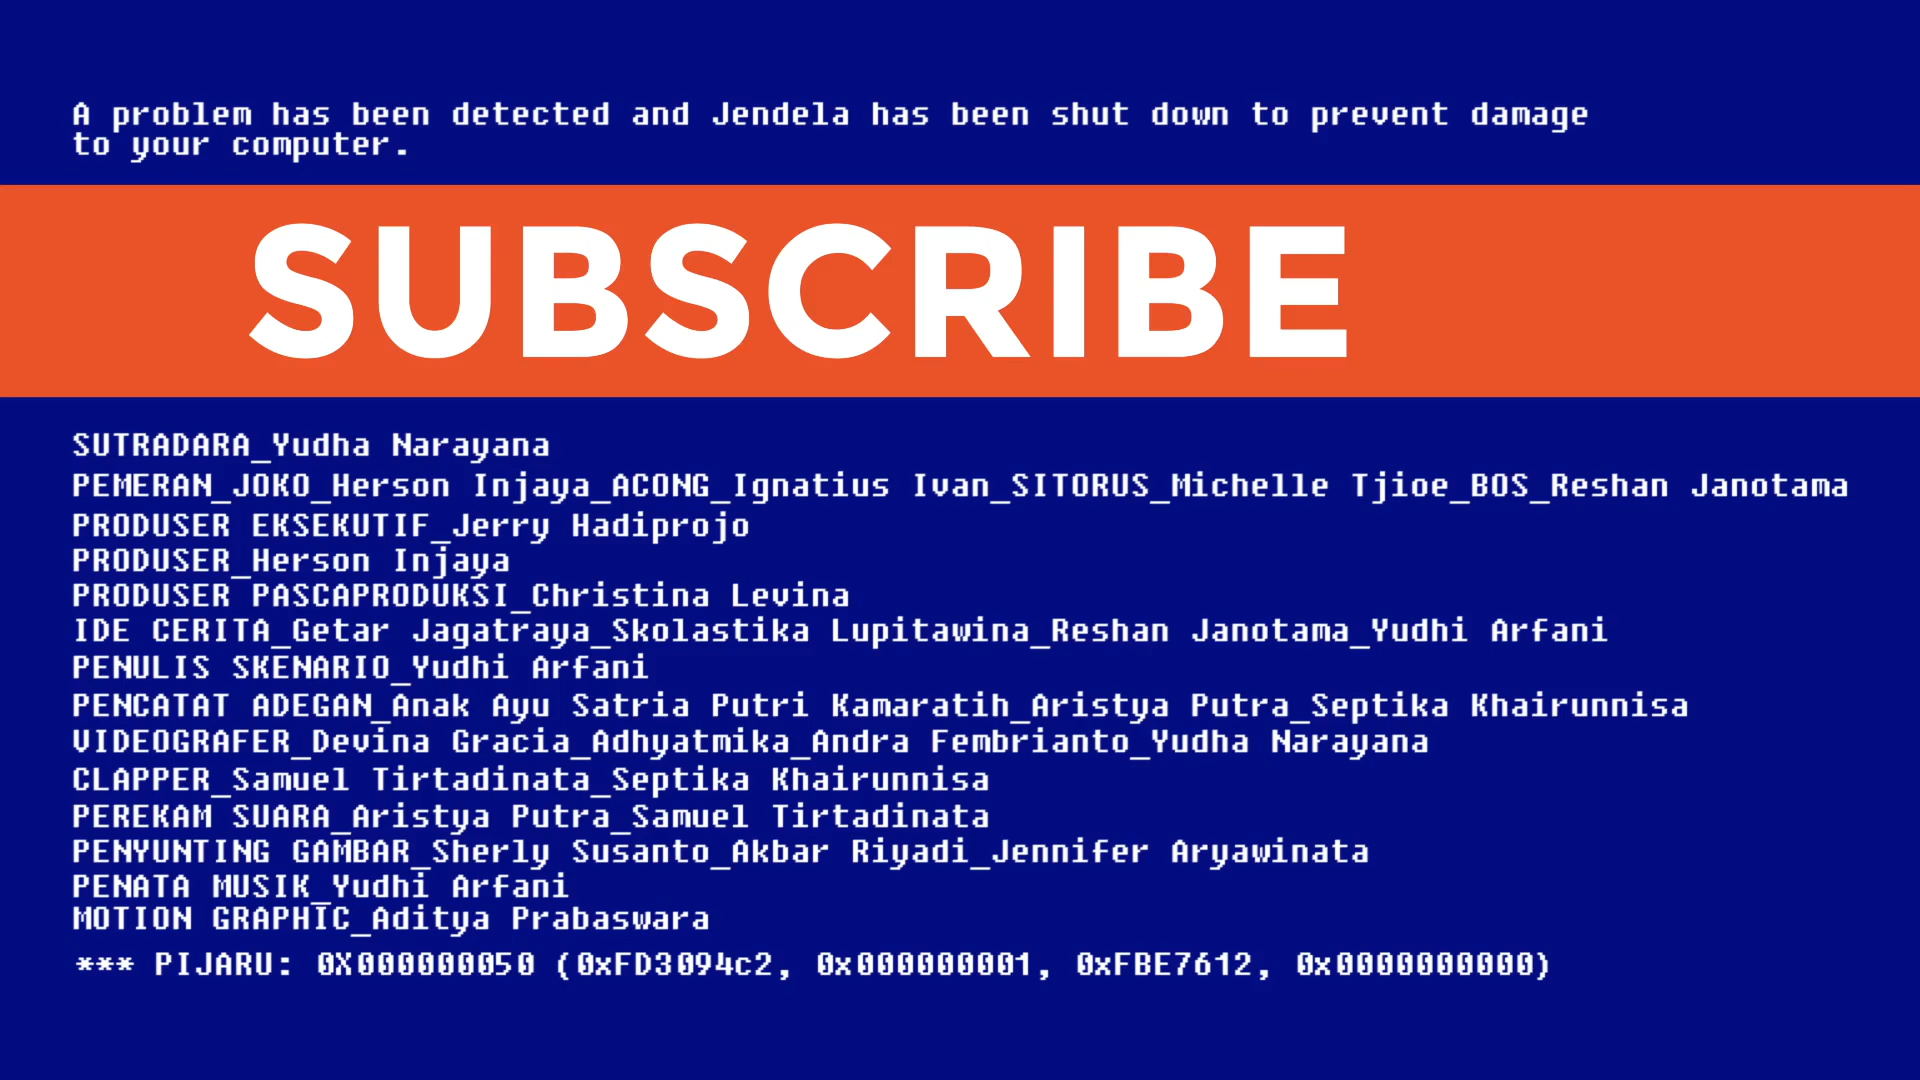 A problem has been detected and Jendela has been shut down to prevent damage
to your computer.
SUBSCRIBE
SUTRADARA_Yudha Narayana
PEMERAN_JOKO_Herson Injaya_ACONG_Ignatius Ivan_SITORUS_Michelle Tjioe_BOS_Reshan Janotama
PRODUSER EKSEKUTIF_Jerry Hadiprojo
PRODUSER_Herson Injaya
PRODUSER PASCAPRODUKSI_Christina Levina
IDE CERITA_Getar Jagatraya_Skolastika Lupitawina_Reshan Janotama_Yudhi Arfani
PENULIS SKENARIO_Yudhi Arfani
PENCATAT ADEGAN_Anak Ayu Satria Putri Kamaratih_Aristya Putra_Septika Khairunnisa
VIDEOGRAFER_Devina Gracia_Adhyatmika_Andra Fembrianto_Yudha Narayana
CLAPPER_Samuel Tirtadinata_Septika Khairunnisa
PEREKAM SUARA_Aristya Putra_Samuel Tirtadinata
PENYUNTING GAMBAR_Sherly Susanto_Akbar Riyadi_Jennifer Aryawinata
PENATA MUSIK_Yudhi Arfani
MOTION GRAPHIC_Aditya Prabaswara
*** PIJARU: 0X000000050 (0xFD3094c2, 0x000000001, 0xFBE7612, 0x0000000000)